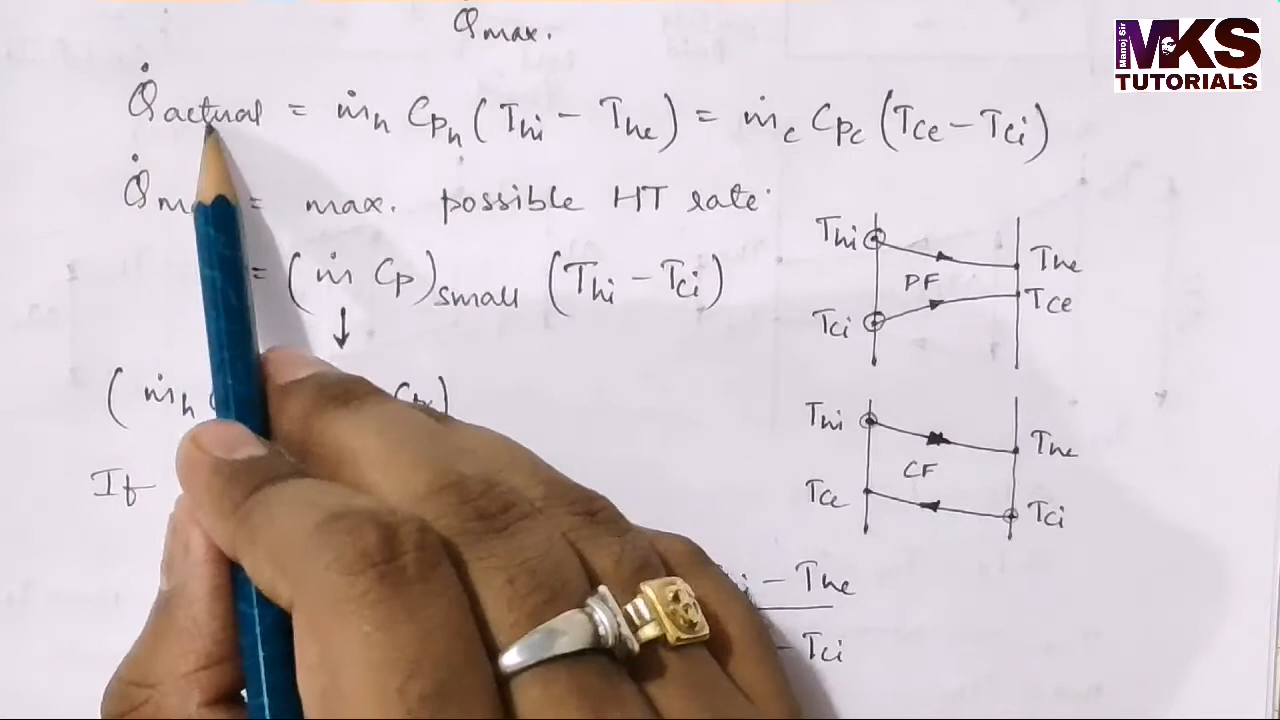 Q̇max.
Q̇actual = ṁh Cph (Thi - The) = ṁc Cpc (Tce - Tci)
Q̇m = max. possible HT rate
= (ṁ Cp)small (Thi - Tci)
(ṁh
If
- The
- Tci
Thi
The
PF
Tci
Tce
Thi
The
CF
Tce
Tci
Manoj Sir
MKS
TUTORIALS